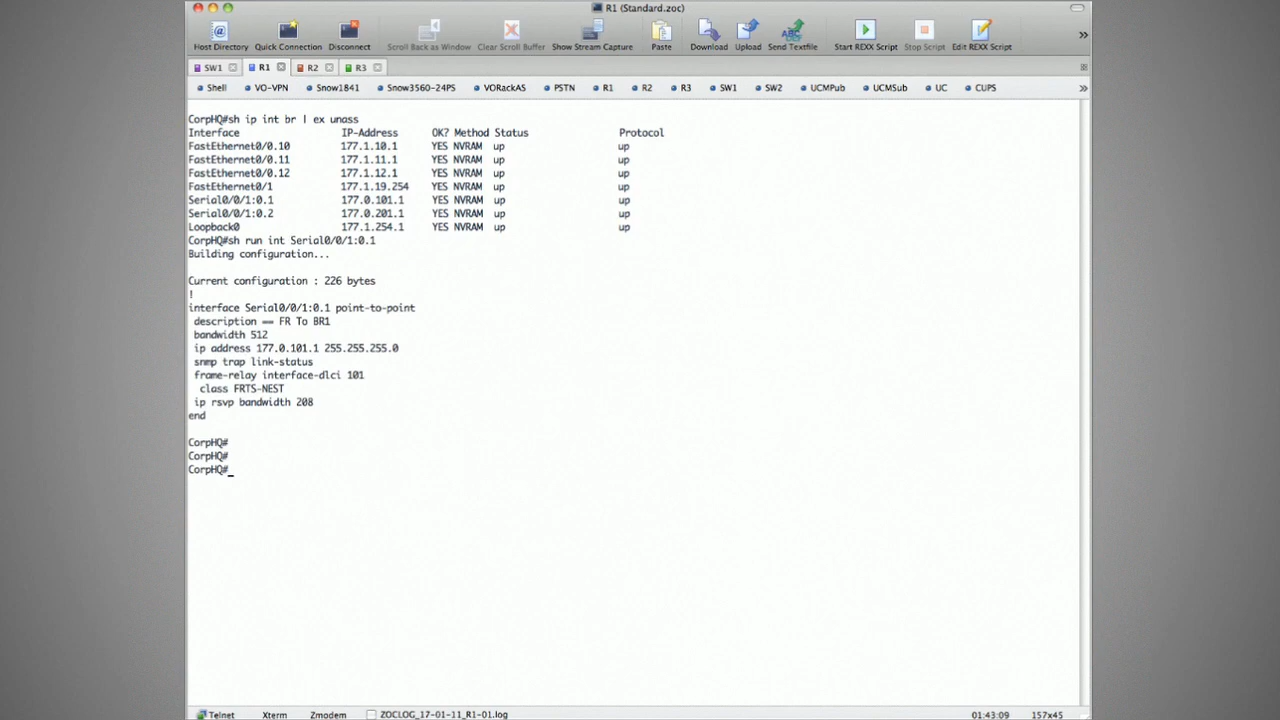 R1 (Standard.zoc)
Host Directory Quick Connection Disconnect Scroll Back as Window Clear Scroll Buffer Show Stream Capture Paste Download Upload Send Textfile Start REXX Script Stop Script Edit REXX Script »
SW1 R1 R2 R3
Shell VO-VPN Snow1841 Snow3560-24PS VORackAS PSTN R1 R2 R3 SW1 SW2 UCMPub UCMSub UC CUPS »
CorpHQ#sh ip int br | ex unass
Interface IP-Address OK? Method Status Protocol
FastEthernet0/0.10 177.1.10.1 YES NVRAM up up
FastEthernet0/0.11 177.1.11.1 YES NVRAM up up
FastEthernet0/0.12 177.1.12.1 YES NVRAM up up
FastEthernet0/1 177.1.19.254 YES NVRAM up up
Serial0/0/1:0.1 177.0.101.1 YES NVRAM up up
Serial0/0/1:0.2 177.0.201.1 YES NVRAM up up
Loopback0 177.1.254.1 YES NVRAM up up
CorpHQ#sh run int Serial0/0/1:0.1
Building configuration...
Current configuration : 226 bytes
!
interface Serial0/0/1:0.1 point-to-point
description == FR To BR1
bandwidth 512
ip address 177.0.101.1 255.255.255.0
snmp trap link-status
frame-relay interface-dlci 101
class FRTS-NEST
ip rsvp bandwidth 208
end
CorpHQ#
CorpHQ#
CorpHQ#_
Telnet Xterm Zmodem ZOCLOG_17-01-11_R1-01.log 01:43:09 157x45